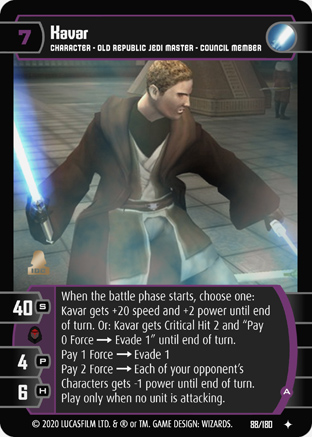 7 Kavar
CHARACTER • OLD REPUBLIC JEDI MASTER • COUNCIL MEMBER
When the battle phase starts, choose one:
40 S Kavar gets +20 speed and +2 power until end
of turn. Or: Kavar gets Critical Hit 2 and “Pay
0 Force → Evade 1” until end of turn.
4 P Pay 1 Force → Evade 1
Pay 2 Force → Each of your opponent's
6 H Characters gets -1 power until end of turn.
Play only when no unit is attacking.
A
© 2020 LUCASFILM LTD. & ® or TM. GAME DESIGN: WIZARDS. 88/180